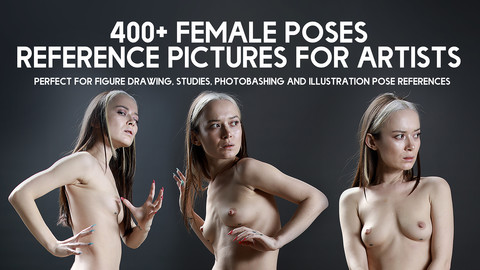 400+ FEMALE POSES
REFERENCE PICTURES FOR ARTISTS
PERFECT FOR FIGURE DRAWING, STUDIES, PHOTOBASHING AND ILLUSTRATION POSE REFERENCES